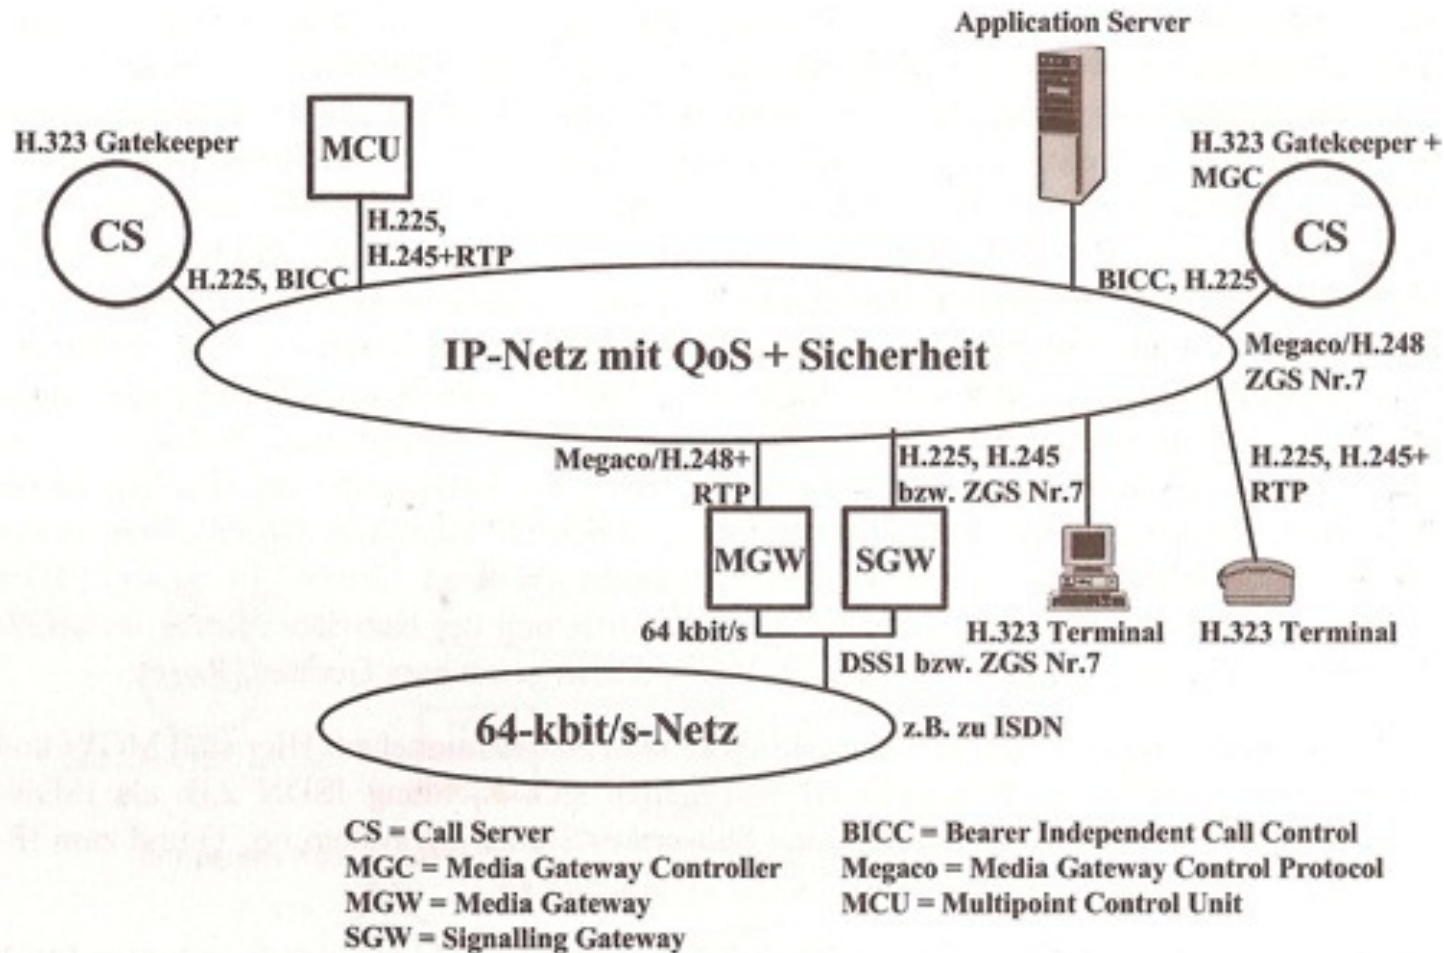 Application Server
H.323 Gatekeeper
MCU
H.323 Gatekeeper +
MGC
CS
CS
H.225,
H.245+RTP
H.225, BICC
BICC, H.225
IP-Netz mit QoS + Sicherheit
Megaco/H.248
ZGS Nr.7
Megaco/H.248+
RTP
H.225, H.245
bzw. ZGS Nr.7
H.225, H.245+
RTP
MGW
SGW
64 kbit/s
H.323 Terminal
H.323 Terminal
DSS1 bzw. ZGS Nr.7
64-kbit/s-Netz
z.B. zu ISDN
CS = Call Server
MGC = Media Gateway Controller
MGW = Media Gateway
SGW = Signalling Gateway
BICC = Bearer Independent Call Control
Megaco = Media Gateway Control Protocol
MCU = Multipoint Control Unit